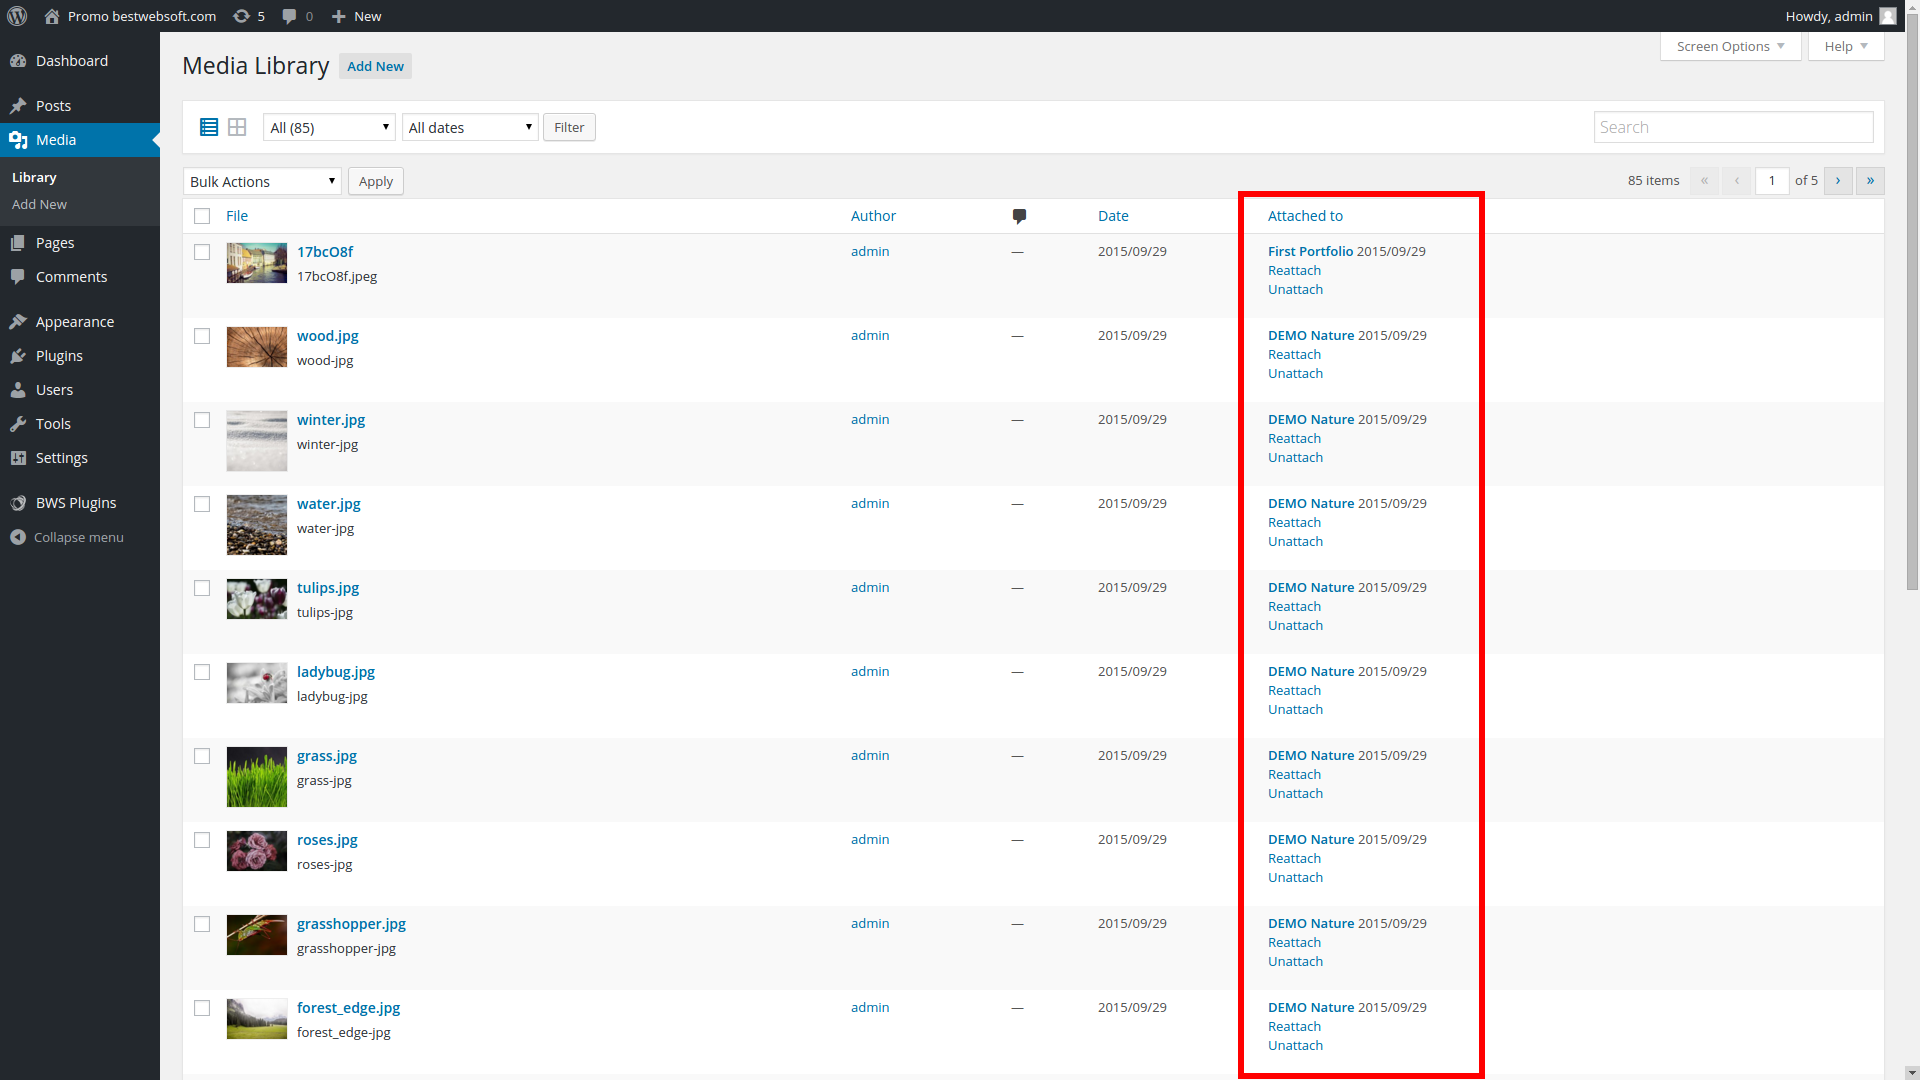 Promo bestwebsoft.com 5 0 New Howdy, admin
Dashboard
Posts
Media
Library
Add New
Pages
Comments
Appearance
Plugins
Users
Tools
Settings
BWS Plugins
Collapse menu
Screen Options Help
Media Library Add New
All (85) All dates Filter Search
Bulk Actions Apply 85 items « ‹ 1 of 5 › »
File Author Date Attached to
17bcO8f admin — 2015/09/29 First Portfolio 2015/09/29
17bcO8f.jpeg Reattach
Unattach
wood.jpg admin — 2015/09/29 DEMO Nature 2015/09/29
wood-jpg Reattach
Unattach
winter.jpg admin — 2015/09/29 DEMO Nature 2015/09/29
winter-jpg Reattach
Unattach
water.jpg admin — 2015/09/29 DEMO Nature 2015/09/29
water-jpg Reattach
Unattach
tulips.jpg admin — 2015/09/29 DEMO Nature 2015/09/29
tulips-jpg Reattach
Unattach
ladybug.jpg admin — 2015/09/29 DEMO Nature 2015/09/29
ladybug-jpg Reattach
Unattach
grass.jpg admin — 2015/09/29 DEMO Nature 2015/09/29
grass-jpg Reattach
Unattach
roses.jpg admin — 2015/09/29 DEMO Nature 2015/09/29
roses-jpg Reattach
Unattach
grasshopper.jpg admin — 2015/09/29 DEMO Nature 2015/09/29
grasshopper-jpg Reattach
Unattach
forest_edge.jpg admin — 2015/09/29 DEMO Nature 2015/09/29
forest_edge-jpg Reattach
Unattach